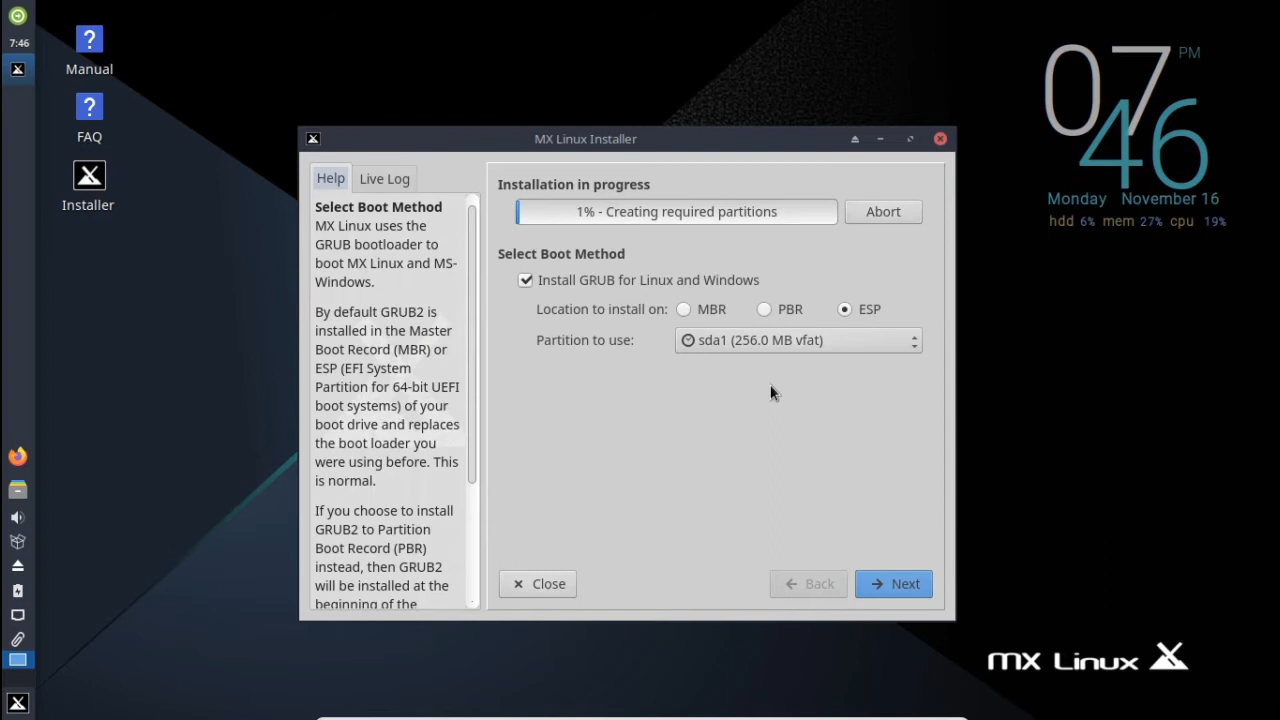 7:46
Manual
FAQ
Installer
07
PM
46
Monday November 16
hdd 6% mem 27% cpu 19%
MX Linux Installer
Help
Live Log
Select Boot Method
MX Linux uses the
GRUB bootloader to
boot MX Linux and MS-
Windows.
By default GRUB2 is
installed in the Master
Boot Record (MBR) or
ESP (EFI System
Partition for 64-bit UEFI
boot systems) of your
boot drive and replaces
the boot loader you
were using before. This
is normal.
If you choose to install
GRUB2 to Partition
Boot Record (PBR)
instead, then GRUB2
will be installed at the
beginning of the
Installation in progress
1% - Creating required partitions
Abort
Select Boot Method
Install GRUB for Linux and Windows
Location to install on: MBR PBR ESP
Partition to use: sda1 (256.0 MB vfat)
Close
Back
Next
MX Linux